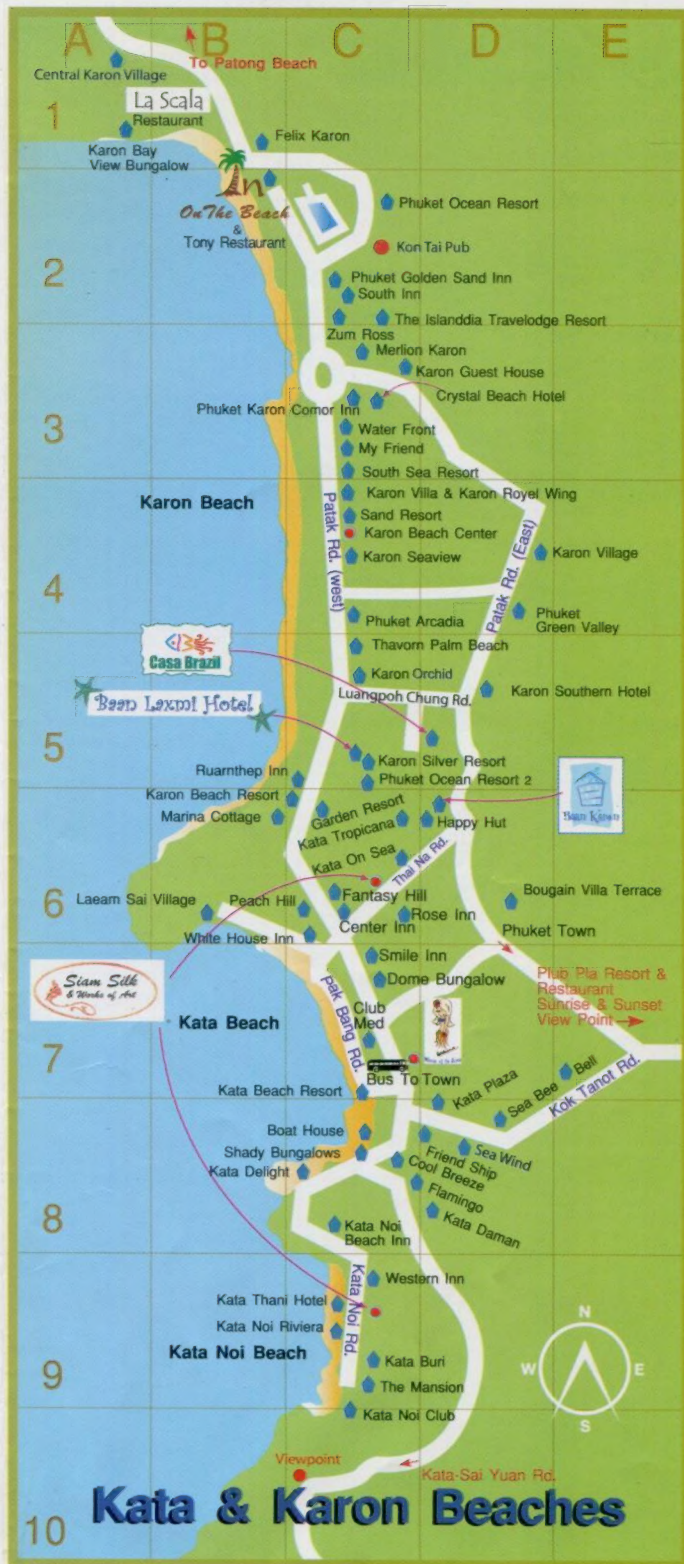 A B C D E
To Patong Beach
Central Karon Village
La Scala
1
Restaurant
Karon Bay
View Bungalow
Felix Karon
In
On The Beach
&
Tony Restaurant
Phuket Ocean Resort
Kon Tai Pub
2
Phuket Golden Sand Inn
South Inn
The Islanddia Travelodge Resort
Zum Ross
Merlion Karon
Karon Guest House
Crystal Beach Hotel
Phuket Karon Comor Inn
3
Water Front
My Friend
South Sea Resort
Karon Villa & Karon Royel Wing
Karon Beach
Sand Resort
Karon Beach Center
Patak Rd. (west)
Patak Rd. (East)
Karon Seaview
Karon Village
4
Phuket Arcadia
Phuket
Green Valley
Casa Brazil
Thavorn Palm Beach
Karon Orchid
Baan Laxmi Hotel
Luangpoh Chung Rd.
Karon Southern Hotel
5
Karon Silver Resort
Ruarnthep Inn
Phuket Ocean Resort 2
Karon Beach Resort
Marina Cottage
Garden Resort
Kata Tropicana
Happy Hut
Kata On Sea
Thai Na Rd.
6
Laeam Sai Village
Peach Hill
Fantasy Hill
Bougain Villa Terrace
Center Inn
Rose Inn
White House Inn
Phuket Town
Siam Silk
& Works of Art
Smile Inn
Dome Bungalow
Plub Pla Resort &
Restaurant
Sunrise & Sunset
View Point
Pak Bang Rd.
Kata Beach
Club
Med
7
Bus To Town
Kata Beach Resort
Kata Plaza
Sea Bee
Bell
Kok Tanot Rd.
Boat House
Shady Bungalows
Kata Delight
Friend Ship
Sea Wind
Cool Breeze
Flamingo
Kata Daman
8
Kata Noi
Beach Inn
Kata Noi Rd.
Western Inn
Kata Thani Hotel
Kata Noi Riviera
Kata Noi Beach
9
Kata Buri
The Mansion
Kata Noi Club
N
W E
S
Viewpoint
Kata-Sai Yuan Rd.
Kata & Karon Beaches
10